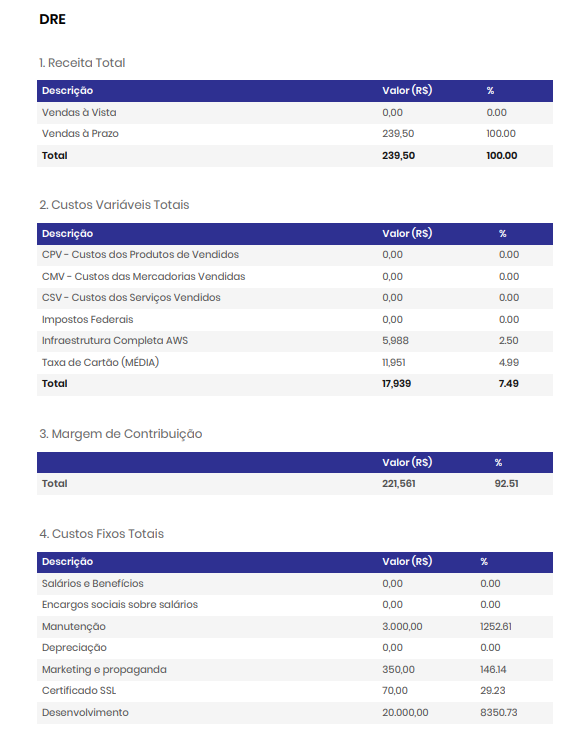 DRE
1. Receita Total
Descrição Valor (R$) %
Vendas à Vista 0,00 0.00
Vendas à Prazo 239,50 100.00
Total 239,50 100.00
2. Custos Variáveis Totais
Descrição Valor (R$) %
CPV - Custos dos Produtos de Vendidos 0,00 0.00
CMV - Custos das Mercadorias Vendidas 0,00 0.00
CSV - Custos dos Serviços Vendidos 0,00 0.00
Impostos Federais 0,00 0.00
Infraestrutura Completa AWS 5,988 2.50
Taxa de Cartão (MÉDIA) 11,951 4.99
Total 17,939 7.49
3. Margem de Contribuição
Valor (R$) %
Total 221,561 92.51
4. Custos Fixos Totais
Descrição Valor (R$) %
Salários e Benefícios 0,00 0.00
Encargos sociais sobre salários 0,00 0.00
Manutenção 3.000,00 1252.61
Depreciação 0,00 0.00
Marketing e propaganda 350,00 146.14
Certificado SSL 70,00 29.23
Desenvolvimento 20.000,00 8350.73